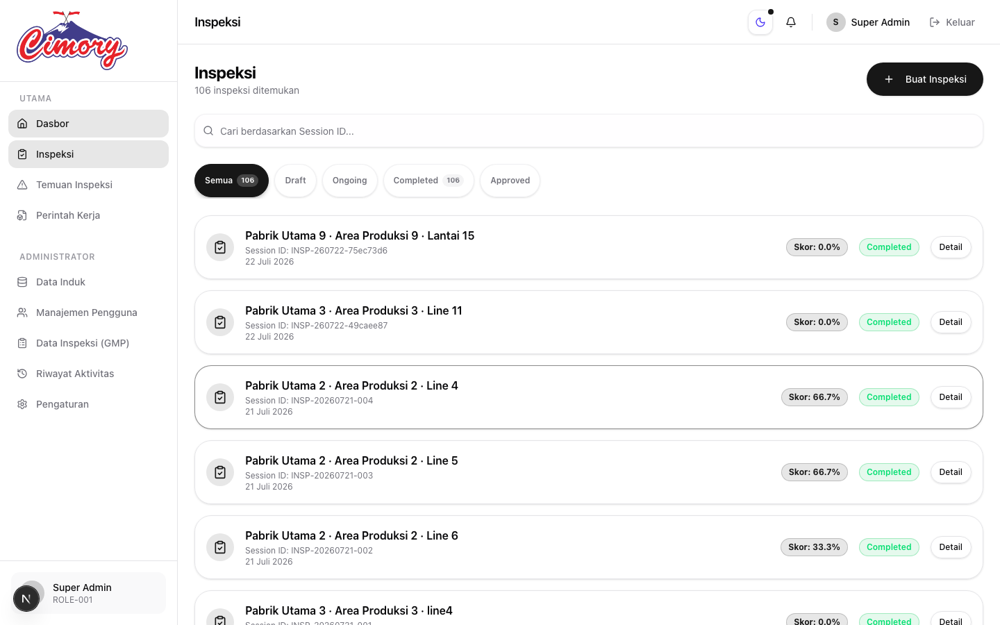 Cimory
UTAMA
Dasbor
Inspeksi
Temuan Inspeksi
Perintah Kerja
ADMINISTRATOR
Data Induk
Manajemen Pengguna
Data Inspeksi (GMP)
Riwayat Aktivitas
Pengaturan
Super Admin
ROLE-001
N
Inspeksi
S Super Admin Keluar
Inspeksi
106 inspeksi ditemukan
Buat Inspeksi
Cari berdasarkan Session ID...
Semua 106 Draft Ongoing Completed 106 Approved
Pabrik Utama 9 · Area Produksi 9 · Lantai 15
Session ID: INSP-260722-75ec73d6
22 Juli 2026
Skor: 0.0% Completed Detail
Pabrik Utama 3 · Area Produksi 3 · Line 11
Session ID: INSP-260722-49caee87
22 Juli 2026
Skor: 0.0% Completed Detail
Pabrik Utama 2 · Area Produksi 2 · Line 4
Session ID: INSP-20260721-004
21 Juli 2026
Skor: 66.7% Completed Detail
Pabrik Utama 2 · Area Produksi 2 · Line 5
Session ID: INSP-20260721-003
21 Juli 2026
Skor: 66.7% Completed Detail
Pabrik Utama 2 · Area Produksi 2 · Line 6
Session ID: INSP-20260721-002
21 Juli 2026
Skor: 33.3% Completed Detail
Pabrik Utama 3 · Area Produksi 3 · line4
Session ID: INSP-20260721-001
Skor: 0.0% Completed Detail